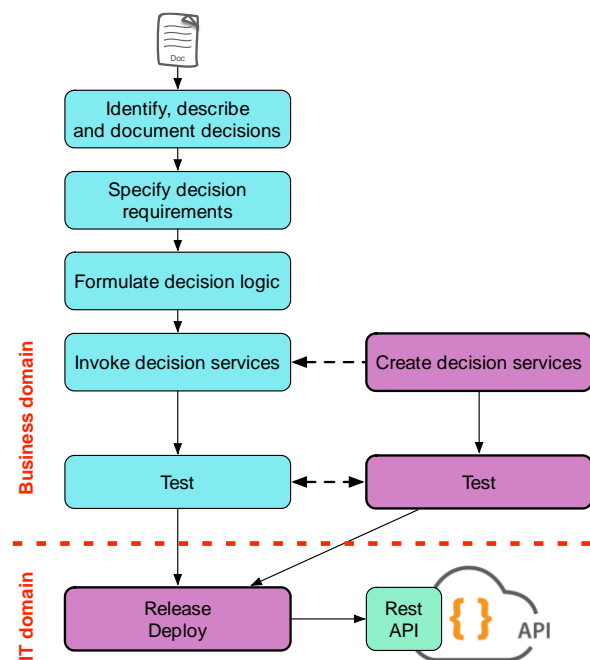 Doc
Identify, describe
and document decisions
Specify decision
requirements
Formulate decision logic
Invoke decision services
Create decision services
Business domain
Test
Test
IT domain
Release
Deploy
Rest
API
{ }
API